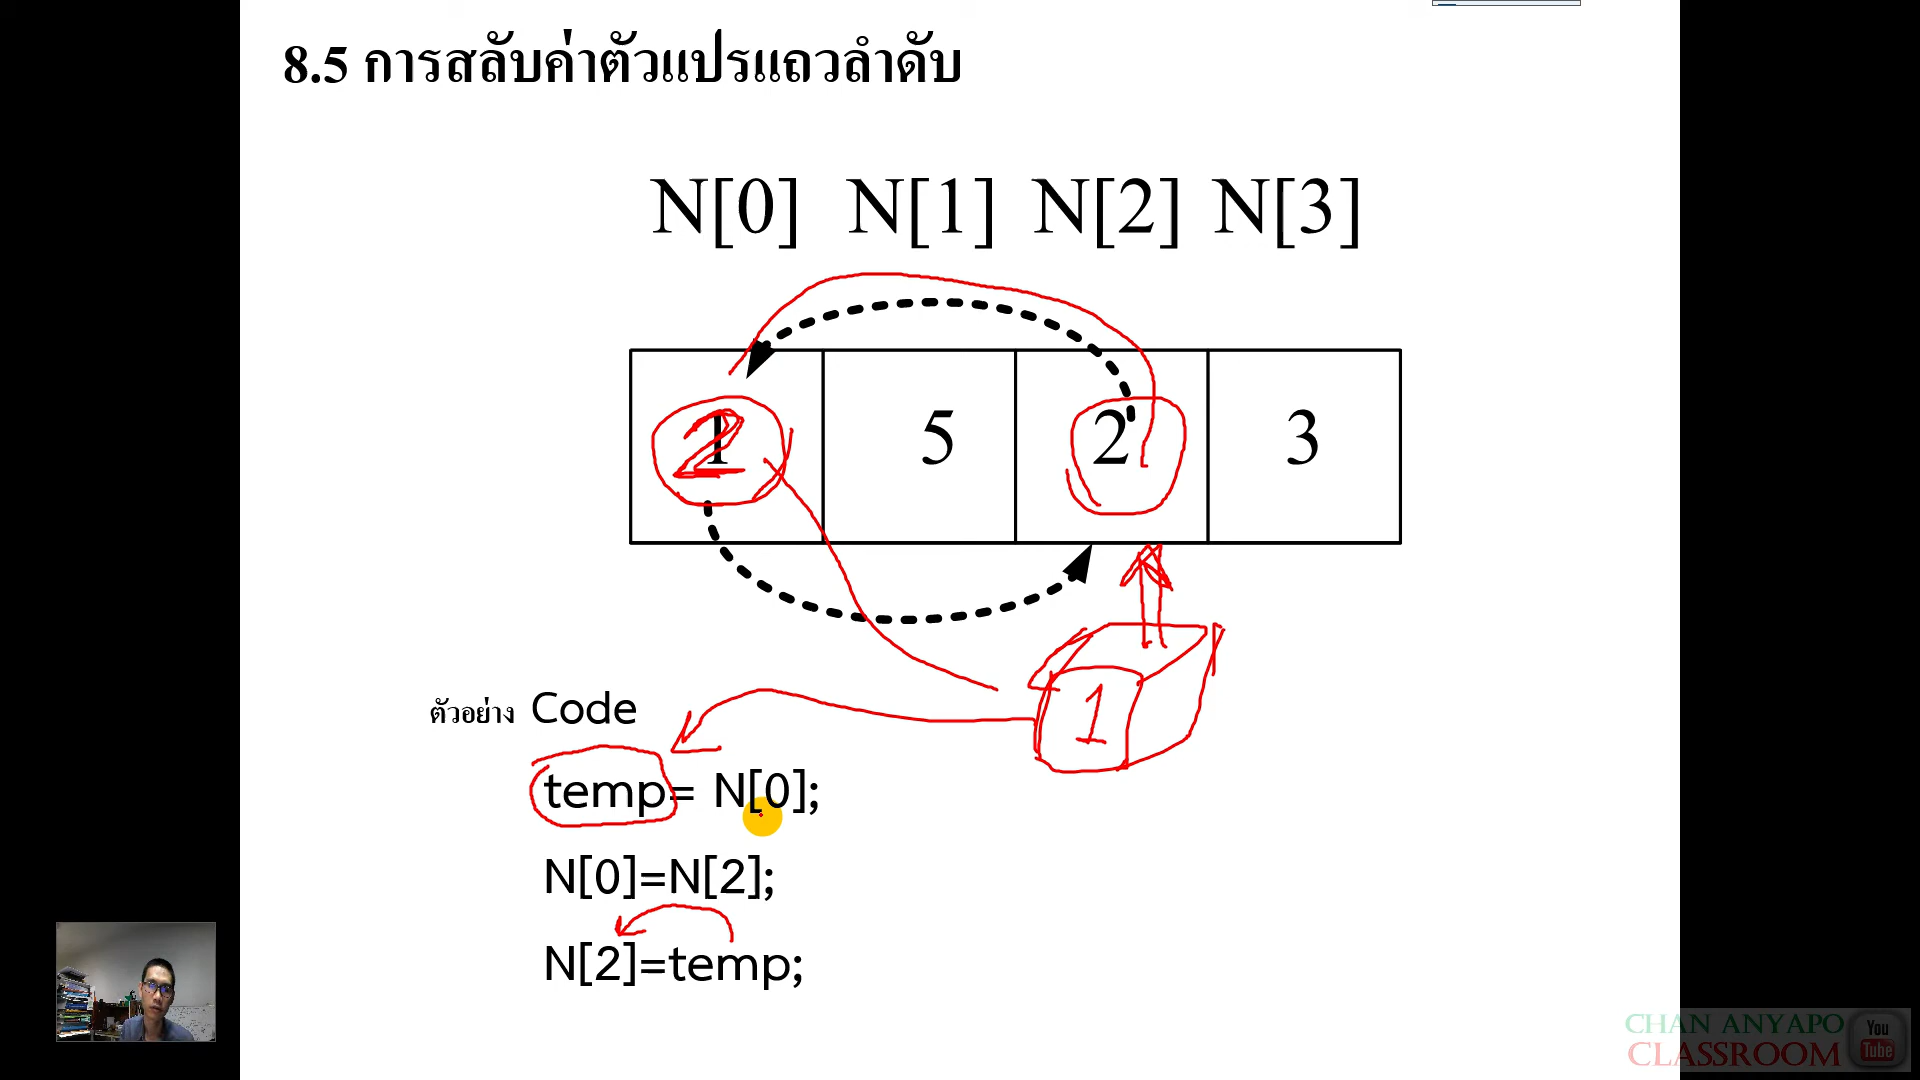 8.5 การสลับค่าตัวแปรแถวลำดับ
N[0] N[1] N[2] N[3]
1 2 5 2 3
1
ตัวอย่าง Code
temp= N[0];
N[0]=N[2];
N[2]=temp;
CHAN ANYAPO
CLASSROOM
You
Tube